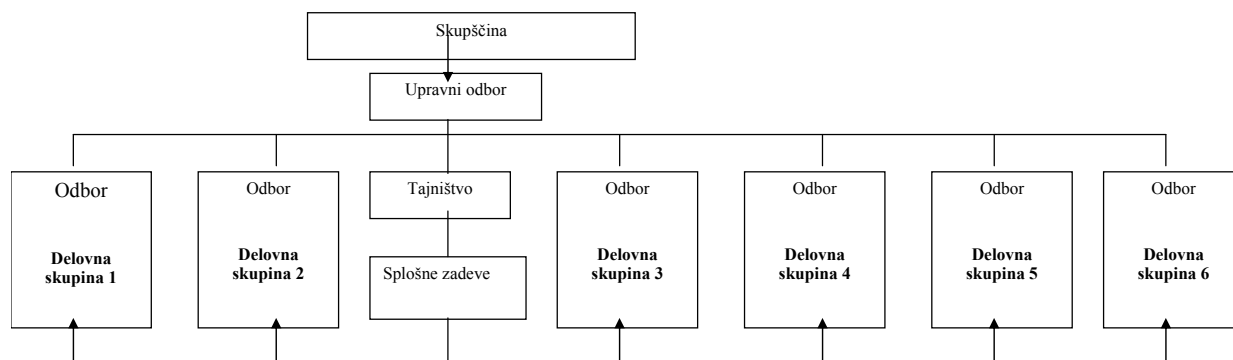 Skupščina
Upravni odbor
Odbor
Delovna
skupina 1
Odbor
Delovna
skupina 2
Tajništvo
Splošne zadeve
Odbor
Delovna
skupina 3
Odbor
Delovna
skupina 4
Odbor
Delovna
skupina 5
Odbor
Delovna
skupina 6